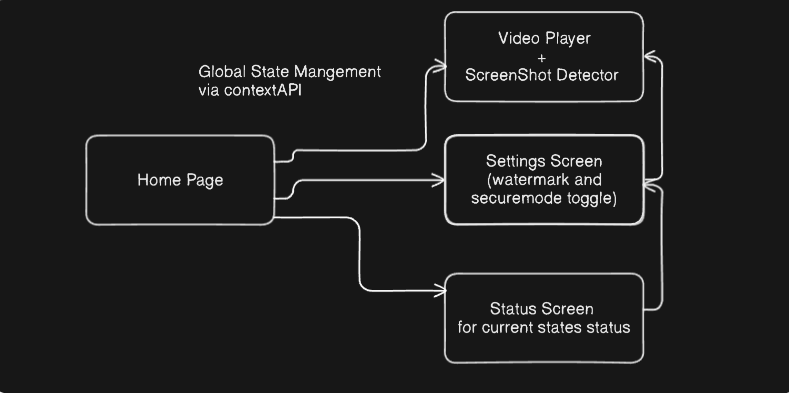 Video Player
+
ScreenShot Detector
Global State Mangement
via contextAPI
Home Page
Settings Screen
(watermark and
securemode toggle)
Status Screen
for current states status